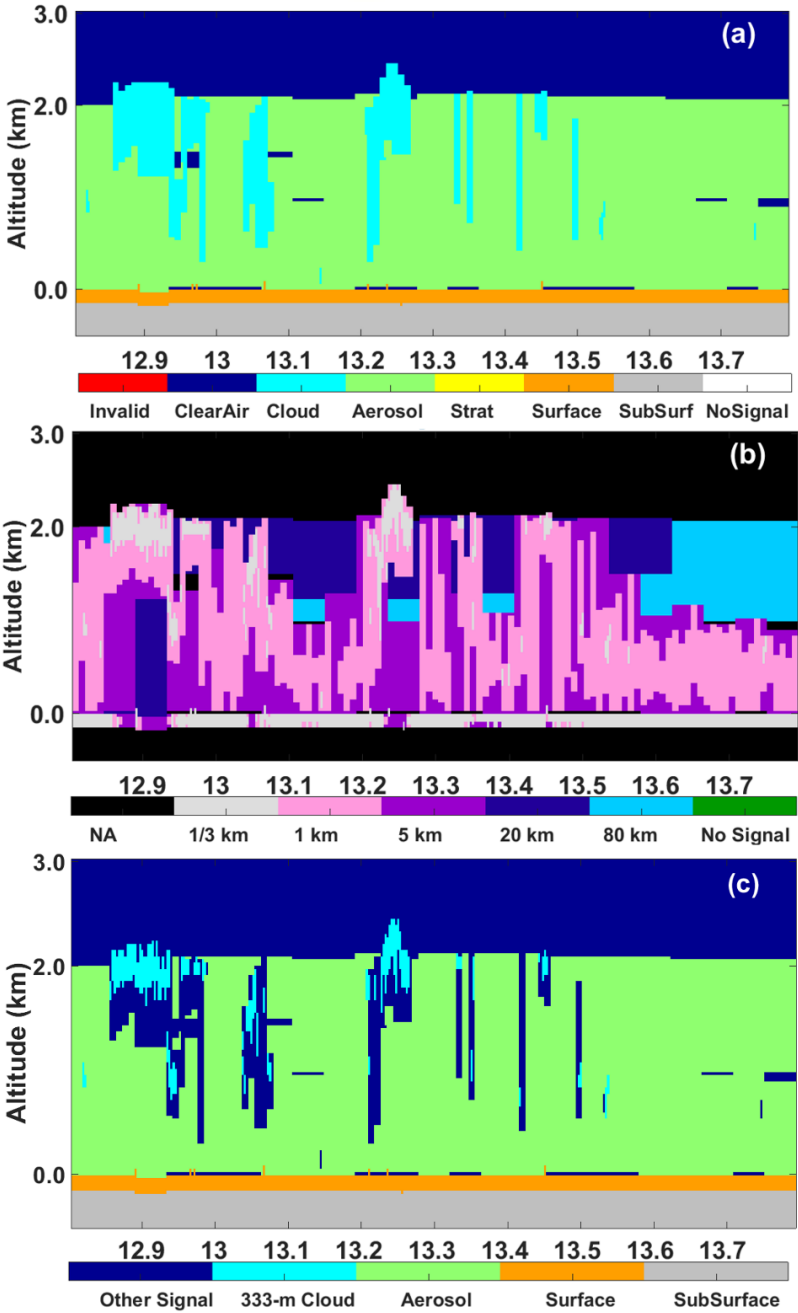 3.0
(a)
2.0
Altitude (km)
0.0
12.9 13 13.1 13.2 13.3 13.4 13.5 13.6 13.7
Invalid ClearAir Cloud Aerosol Strat Surface SubSurf NoSignal
3.0
(b)
2.0
Altitude (km)
0.0
12.9 13 13.1 13.2 13.3 13.4 13.5 13.6 13.7
NA 1/3 km 1 km 5 km 20 km 80 km No Signal
3.0
(c)
2.0
Altitude (km)
0.0
12.9 13 13.1 13.2 13.3 13.4 13.5 13.6 13.7
Other Signal 333-m Cloud Aerosol Surface SubSurface